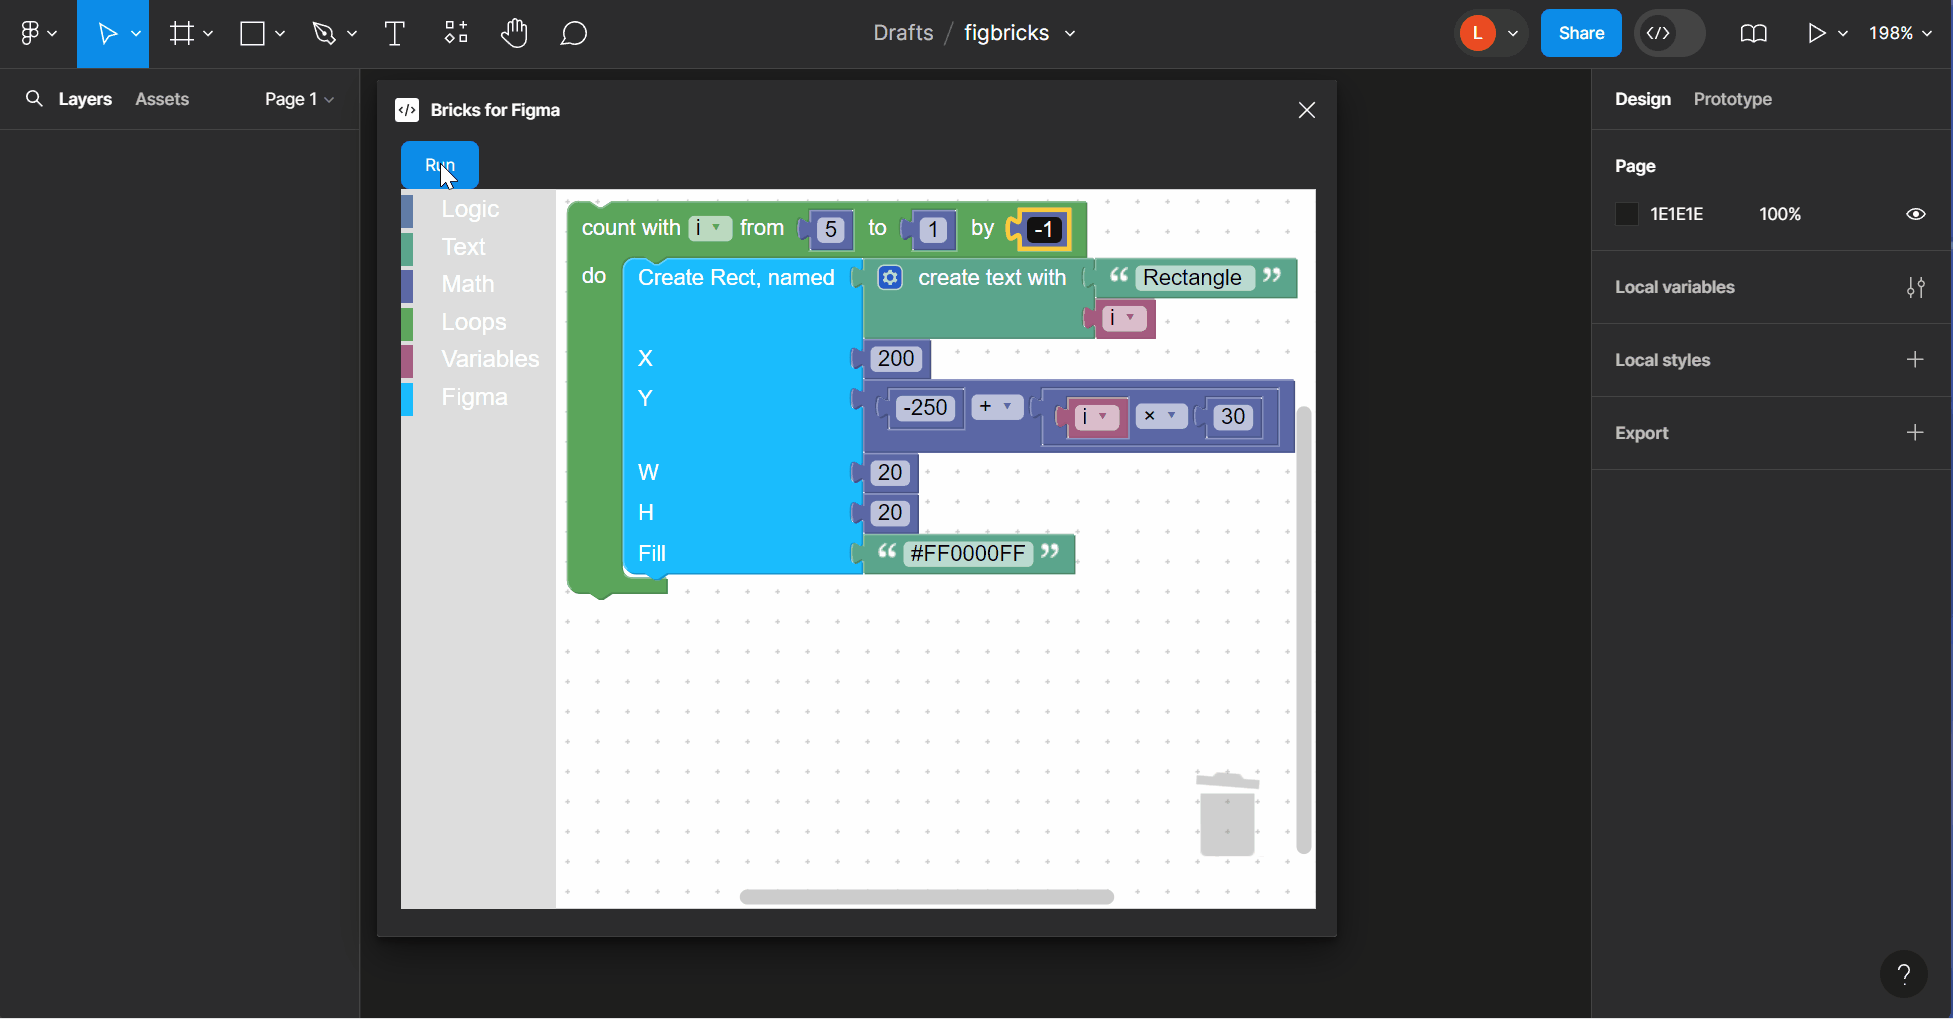 Drafts / figbricks
L
Share
198%
Layers Assets Page 1
Bricks for Figma
Design Prototype
Run
Logic
Text
Math
Loops
Variables
Figma
count with i from 5 to 1 by -1
do Create Rect, named create text with “ Rectangle ”
i
X 200
Y -250 + i × 30
W 20
H 20
Fill “ #FF0000FF ”
Page
1E1E1E 100%
Local variables
Local styles
Export
?